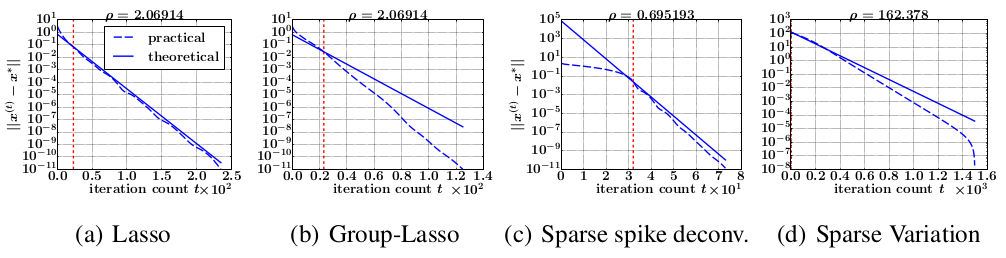 ρ = 2.06914
||x^(t) − x*||
10^1
10^0
10^-1
10^-2
10^-3
10^-4
10^-5
10^-6
10^-7
10^-8
10^-9
10^-10
10^-11
practical
theoretical
0.0 0.5 1.0 1.5 2.0 2.5
iteration count t ×10^2
(a) Lasso
ρ = 2.06914
10^1
10^0
10^-1
10^-2
10^-3
10^-4
10^-5
10^-6
10^-7
10^-8
10^-9
10^-10
10^-11
0.0 0.2 0.4 0.6 0.8 1.0 1.2 1.4
iteration count t ×10^2
(b) Group-Lasso
ρ = 0.695193
||x^(t) − x*||
10^5
10^3
10^1
10^-1
10^-3
10^-5
10^-7
10^-9
10^-11
0 1 2 3 4 5 6 7 8
iteration count t ×10^1
(c) Sparse spike deconv.
ρ = 162.378
10^3
10^2
10^1
10^0
10^-1
10^-2
10^-3
10^-4
10^-5
10^-6
10^-7
10^-8
0.0 0.2 0.4 0.6 0.8 1.0 1.2 1.4 1.6
iteration count t ×10^3
(d) Sparse Variation